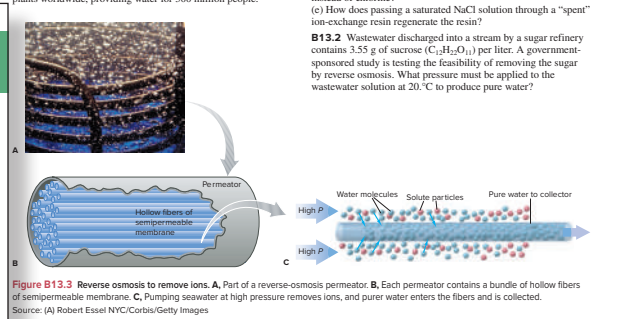 plants worldwide, providing water for 300 million people.
(e) How does passing a saturated NaCl solution through a “spent”
ion-exchange resin regenerate the resin?
B13.2 Wastewater discharged into a stream by a sugar refinery
contains 3.55 g of sucrose (C₁₂H₂₂O₁₁) per liter. A government-
sponsored study is testing the feasibility of removing the sugar
by reverse osmosis. What pressure must be applied to the
wastewater solution at 20.°C to produce pure water?
A
Permeator
Hollow fibers of
semipermeable
membrane
B
Water molecules
Solute particles
Pure water to collector
High P
High P
C
Figure B13.3 Reverse osmosis to remove ions. A, Part of a reverse-osmosis permeator. B, Each permeator contains a bundle of hollow fibers
of semipermeable membrane. C, Pumping seawater at high pressure removes ions, and purer water enters the fibers and is collected.
Source: (A) Robert Essel NYC/Corbis/Getty Images